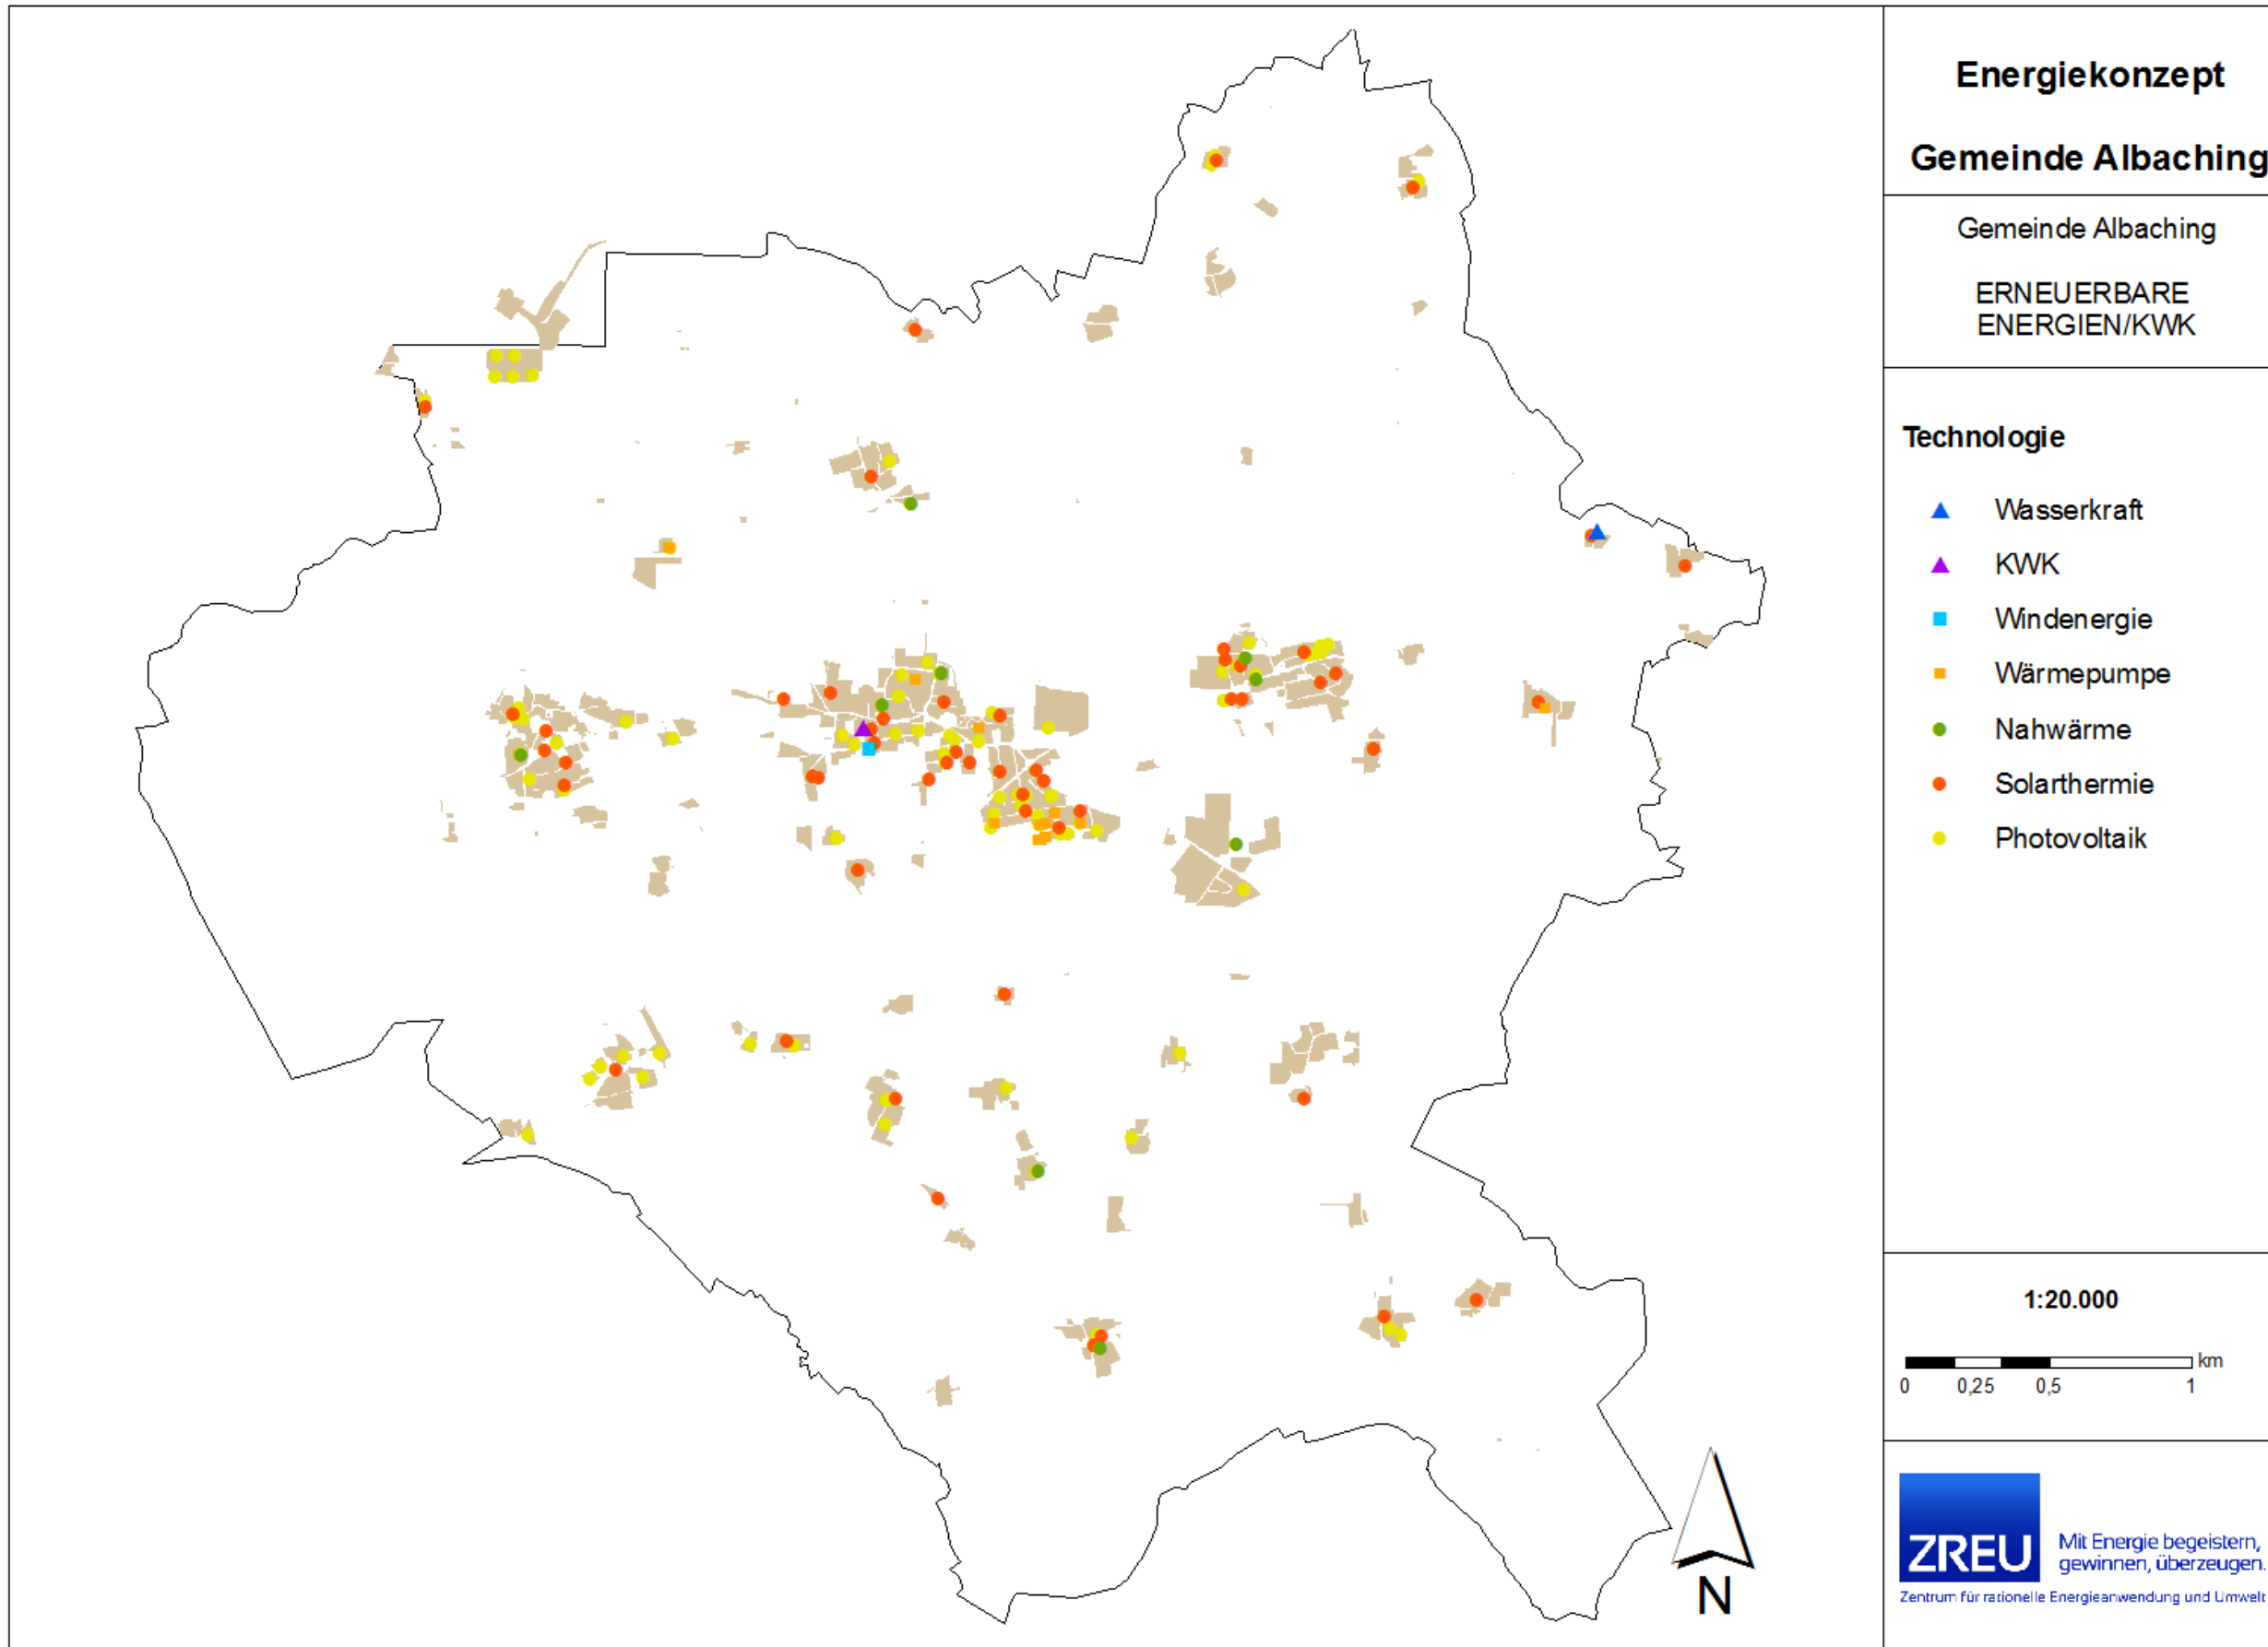 Energiekonzept
Gemeinde Albaching
Gemeinde Albaching
ERNEUERBARE
ENERGIEN/KWK
Technologie
Wasserkraft
KWK
Windenergie
Wärmepumpe
Nahwärme
Solarthermie
Photovoltaik
1:20.000
km
0 0,25 0,5 1
ZREU
Mit Energie begeistern,
gewinnen, überzeugen.
Zentrum für rationelle Energieanwendung und Umwelt
N